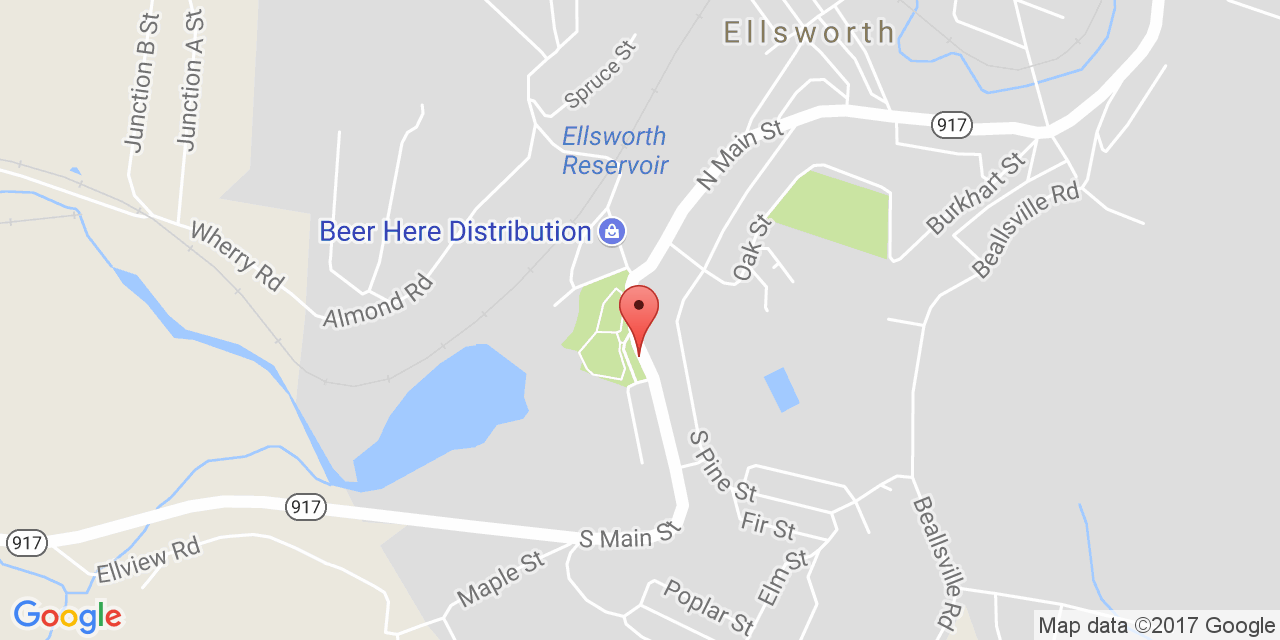 Junction B St
Junction A St
Ellsworth
Spruce St
917
Ellsworth
Reservoir
N Main St
Burkhart St
Beallsville Rd
Oak St
Beer Here Distribution
Wherry Rd
Almond Rd
S Pine St
917
917
Fir St
S Main St
Ellview Rd
Maple St
Elm St
Poplar St
Beallsville Rd
Google
Map data ©2017 Google